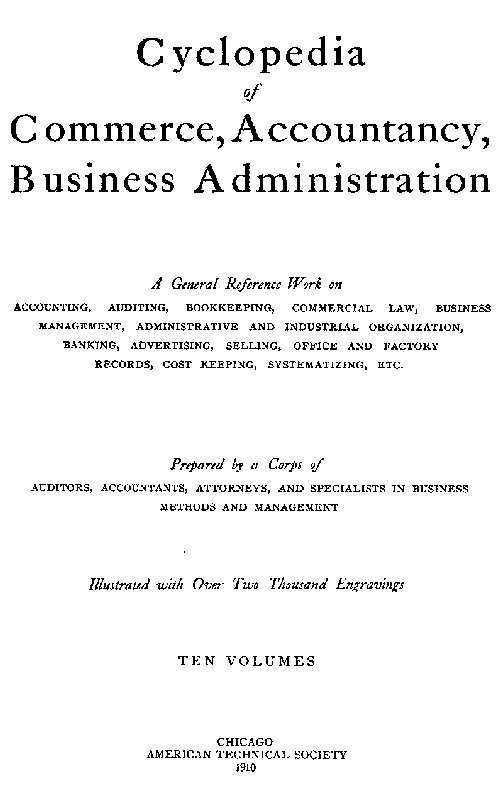 Cyclopedia
of
Commerce, Accountancy,
Business Administration
A General Reference Work on
ACCOUNTING, AUDITING, BOOKKEEPING, COMMERCIAL LAW, BUSINESS
MANAGEMENT, ADMINISTRATIVE AND INDUSTRIAL ORGANIZATION,
BANKING, ADVERTISING, SELLING, OFFICE AND FACTORY
RECORDS, COST KEEPING, SYSTEMATIZING, ETC.
Prepared by a Corps of
AUDITORS, ACCOUNTANTS, ATTORNEYS, AND SPECIALISTS IN BUSINESS
METHODS AND MANAGEMENT
Illustrated with Over Two Thousand Engravings
TEN VOLUMES
CHICAGO
AMERICAN TECHNICAL SOCIETY
1910